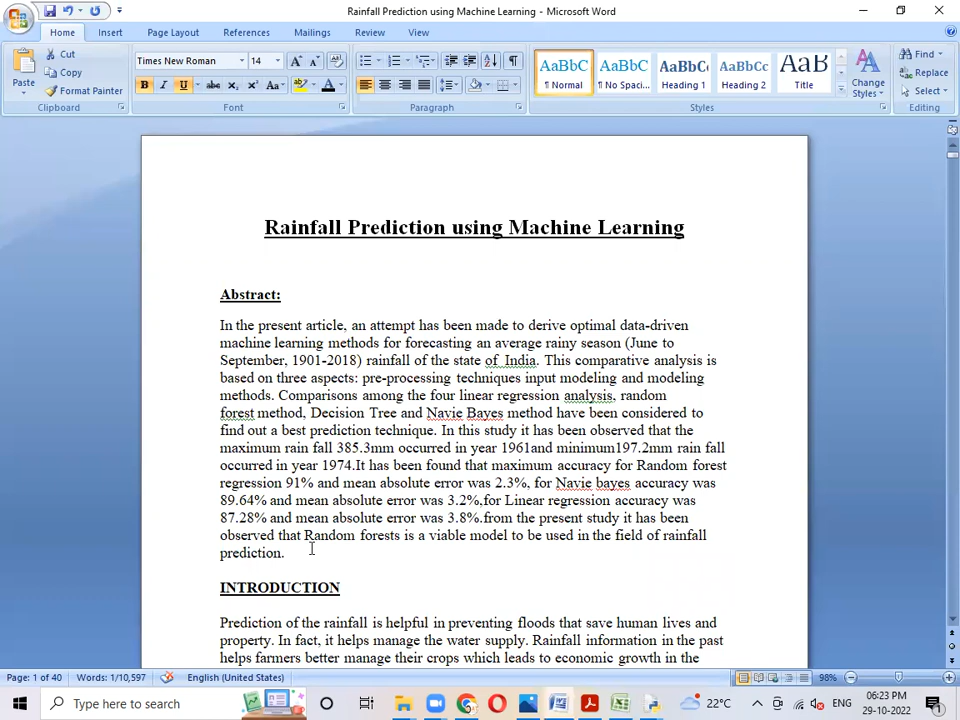 Rainfall Prediction using Machine Learning - Microsoft Word
Home Insert Page Layout References Mailings Review View
Paste Cut Copy Format Painter Clipboard
Times New Roman 14 Font
Paragraph
AaBbC ¶ Normal AaBbC ¶ No Spaci... AaBbC Heading 1 AaBbCc Heading 2 AaB Title Change Styles Styles
Find Replace Select Editing
Rainfall Prediction using Machine Learning
Abstract:
In the present article, an attempt has been made to derive optimal data-driven
machine learning methods for forecasting an average rainy season (June to
September, 1901-2018) rainfall of the state of India. This comparative analysis is
based on three aspects: pre-processing techniques input modeling and modeling
methods. Comparisons among the four linear regression analysis, random
forest method, Decision Tree and Navie Bayes method have been considered to
find out a best prediction technique. In this study it has been observed that the
maximum rain fall 385.3mm occurred in year 1961and minimum197.2mm rain fall
occurred in year 1974.It has been found that maximum accuracy for Random forest
regression 91% and mean absolute error was 2.3%, for Navie bayes accuracy was
89.64% and mean absolute error was 3.2%,for Linear regression accuracy was
87.28% and mean absolute error was 3.8%.from the present study it has been
observed that Random forests is a viable model to be used in the field of rainfall
prediction.
INTRODUCTION
Prediction of the rainfall is helpful in preventing floods that save human lives and
property. In fact, it helps manage the water supply. Rainfall information in the past
helps farmers better manage their crops which leads to economic growth in the
Page: 1 of 40 Words: 1/10,597 English (United States) 98%
Type here to search 22°C ENG 06:23 PM
29-10-2022